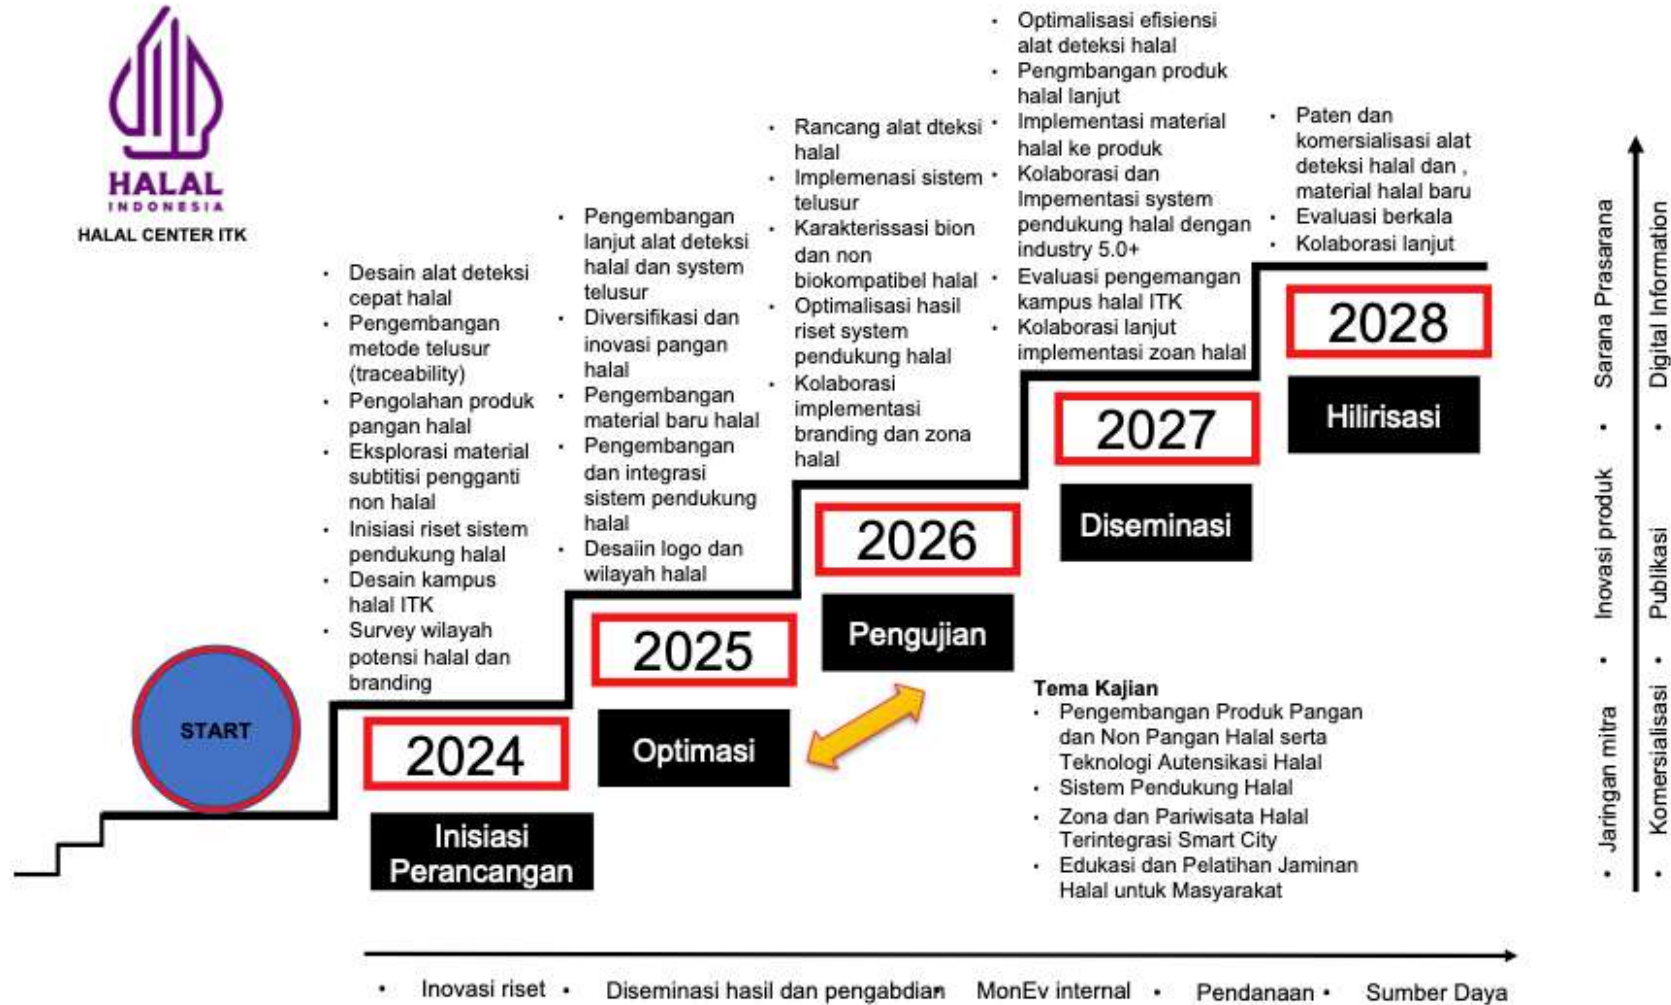 HALAL
INDONESIA
HALAL CENTER ITK
START
• Desain alat deteksi
cepat halal
• Pengembangan
metode telusur
(traceability)
• Pengolahan produk
pangan halal
• Eksplorasi material
subtitisi pengganti
non halal
• Inisiasi riset sistem
pendukung halal
• Desain kampus
halal ITK
• Survey wilayah
potensi halal dan
branding
2024
Inisiasi
Perancangan
• Pengembangan
lanjut alat deteksi
halal dan system
telusur
• Diversifikasi dan
inovasi pangan
halal
• Pengembangan
material baru halal
• Pengembangan
dan integrasi
sistem pendukung
halal
• Desaiin logo dan
wilayah halal
2025
Optimasi
• Rancang alat dteksi
halal
• Implemenasi sistem
telusur
• Karakterissasi bion
dan non
biokompatibel halal
• Optimalisasi hasil
riset system
pendukung halal
• Kolaborasi
implementasi
branding dan zona
halal
2026
Pengujian
• Optimalisasi efisiensi
alat deteksi halal
• Pengmbangan produk
halal lanjut
• Implementasi material
halal ke produk
• Kolaborasi dan
Impementasi system
pendukung halal dengan
industry 5.0+
• Evaluasi pengemangan
kampus halal ITK
• Kolaborasi lanjut
implementasi zoan halal
2027
Diseminasi
• Paten dan
komersialisasi alat
deteksi halal dan ,
material halal baru
• Evaluasi berkala
• Kolaborasi lanjut
2028
Hilirisasi
Tema Kajian
• Pengembangan Produk Pangan
dan Non Pangan Halal serta
Teknologi Autensikasi Halal
• Sistem Pendukung Halal
• Zona dan Pariwisata Halal
Terintegrasi Smart City
• Edukasi dan Pelatihan Jaminan
Halal untuk Masyarakat
• Jaringan mitra • Inovasi produk • Sarana Prasarana
• Komersialisasi • Publikasi • Digital Information
• Inovasi riset • Diseminasi hasil dan pengabdian • MonEv internal • Pendanaan • Sumber Daya